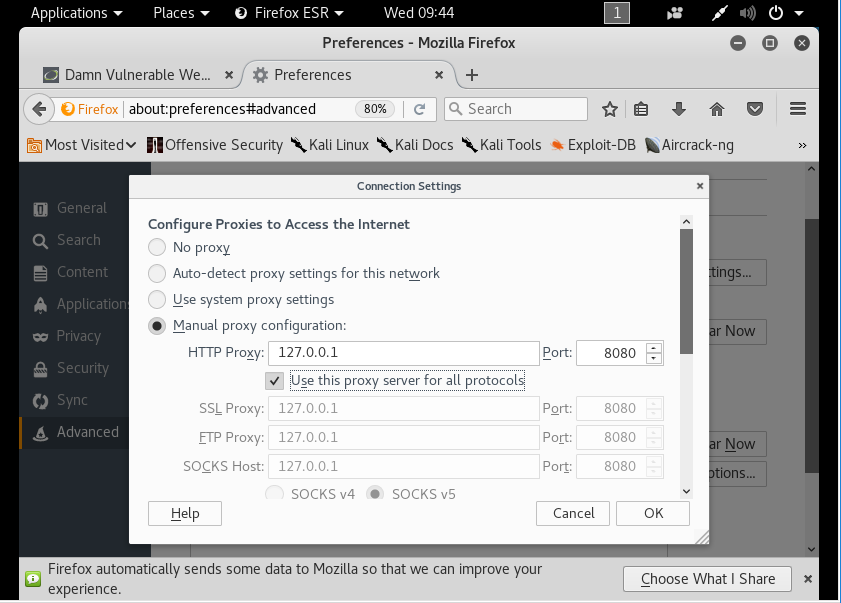 Applications Places Firefox ESR Wed 09:44 1
Preferences - Mozilla Firefox
Damn Vulnerable We... × Preferences × +
Firefox about:preferences#advanced 80% Search
Most Visited Offensive Security Kali Linux Kali Docs Kali Tools Exploit-DB Aircrack-ng »
Connection Settings ×
Configure Proxies to Access the Internet
General
No proxy
Search
Auto-detect proxy settings for this network
Content
ttings...
Use system proxy settings
Applications
Manual proxy configuration:
ar Now
Privacy
HTTP Proxy: 127.0.0.1 Port: 8080
Security
Use this proxy server for all protocols
Sync
SSL Proxy: 127.0.0.1 Port: 8080
Advanced
FTP Proxy: 127.0.0.1 Port: 8080
ar Now
SOCKS Host: 127.0.0.1 Port: 8080
ptions...
SOCKS v4 SOCKS v5
Help Cancel OK
Firefox automatically sends some data to Mozilla so that we can improve your
experience.
Choose What I Share ×